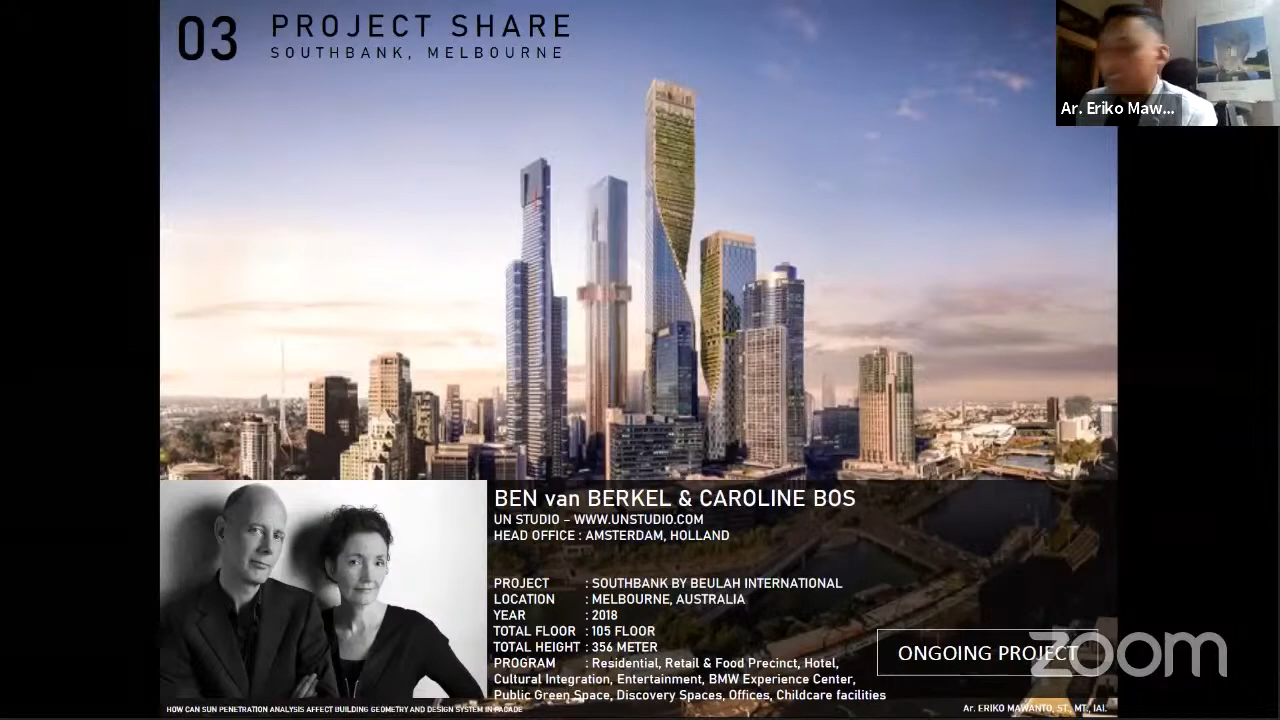 03
PROJECT SHARE
SOUTHBANK, MELBOURNE
Ar. Eriko Maw...
BEN van BERKEL & CAROLINE BOS
UN STUDIO – WWW.UNSTUDIO.COM
HEAD OFFICE : AMSTERDAM, HOLLAND
PROJECT : SOUTHBANK BY BEULAH INTERNATIONAL
LOCATION : MELBOURNE, AUSTRALIA
YEAR : 2018
TOTAL FLOOR : 105 FLOOR
TOTAL HEIGHT : 356 METER
PROGRAM : Residential, Retail & Food Precinct, Hotel,
Cultural Integration, Entertainment, BMW Experience Center,
Public Green Space, Discovery Spaces, Offices, Childcare facilities
ONGOING PROJECT
zoom
HOW CAN SUN PENETRATION ANALYSIS AFFECT BUILDING GEOMETRY AND DESIGN SYSTEM IN FACADE
Ar. ERIKO MAWANTO, ST., MT., IAI.